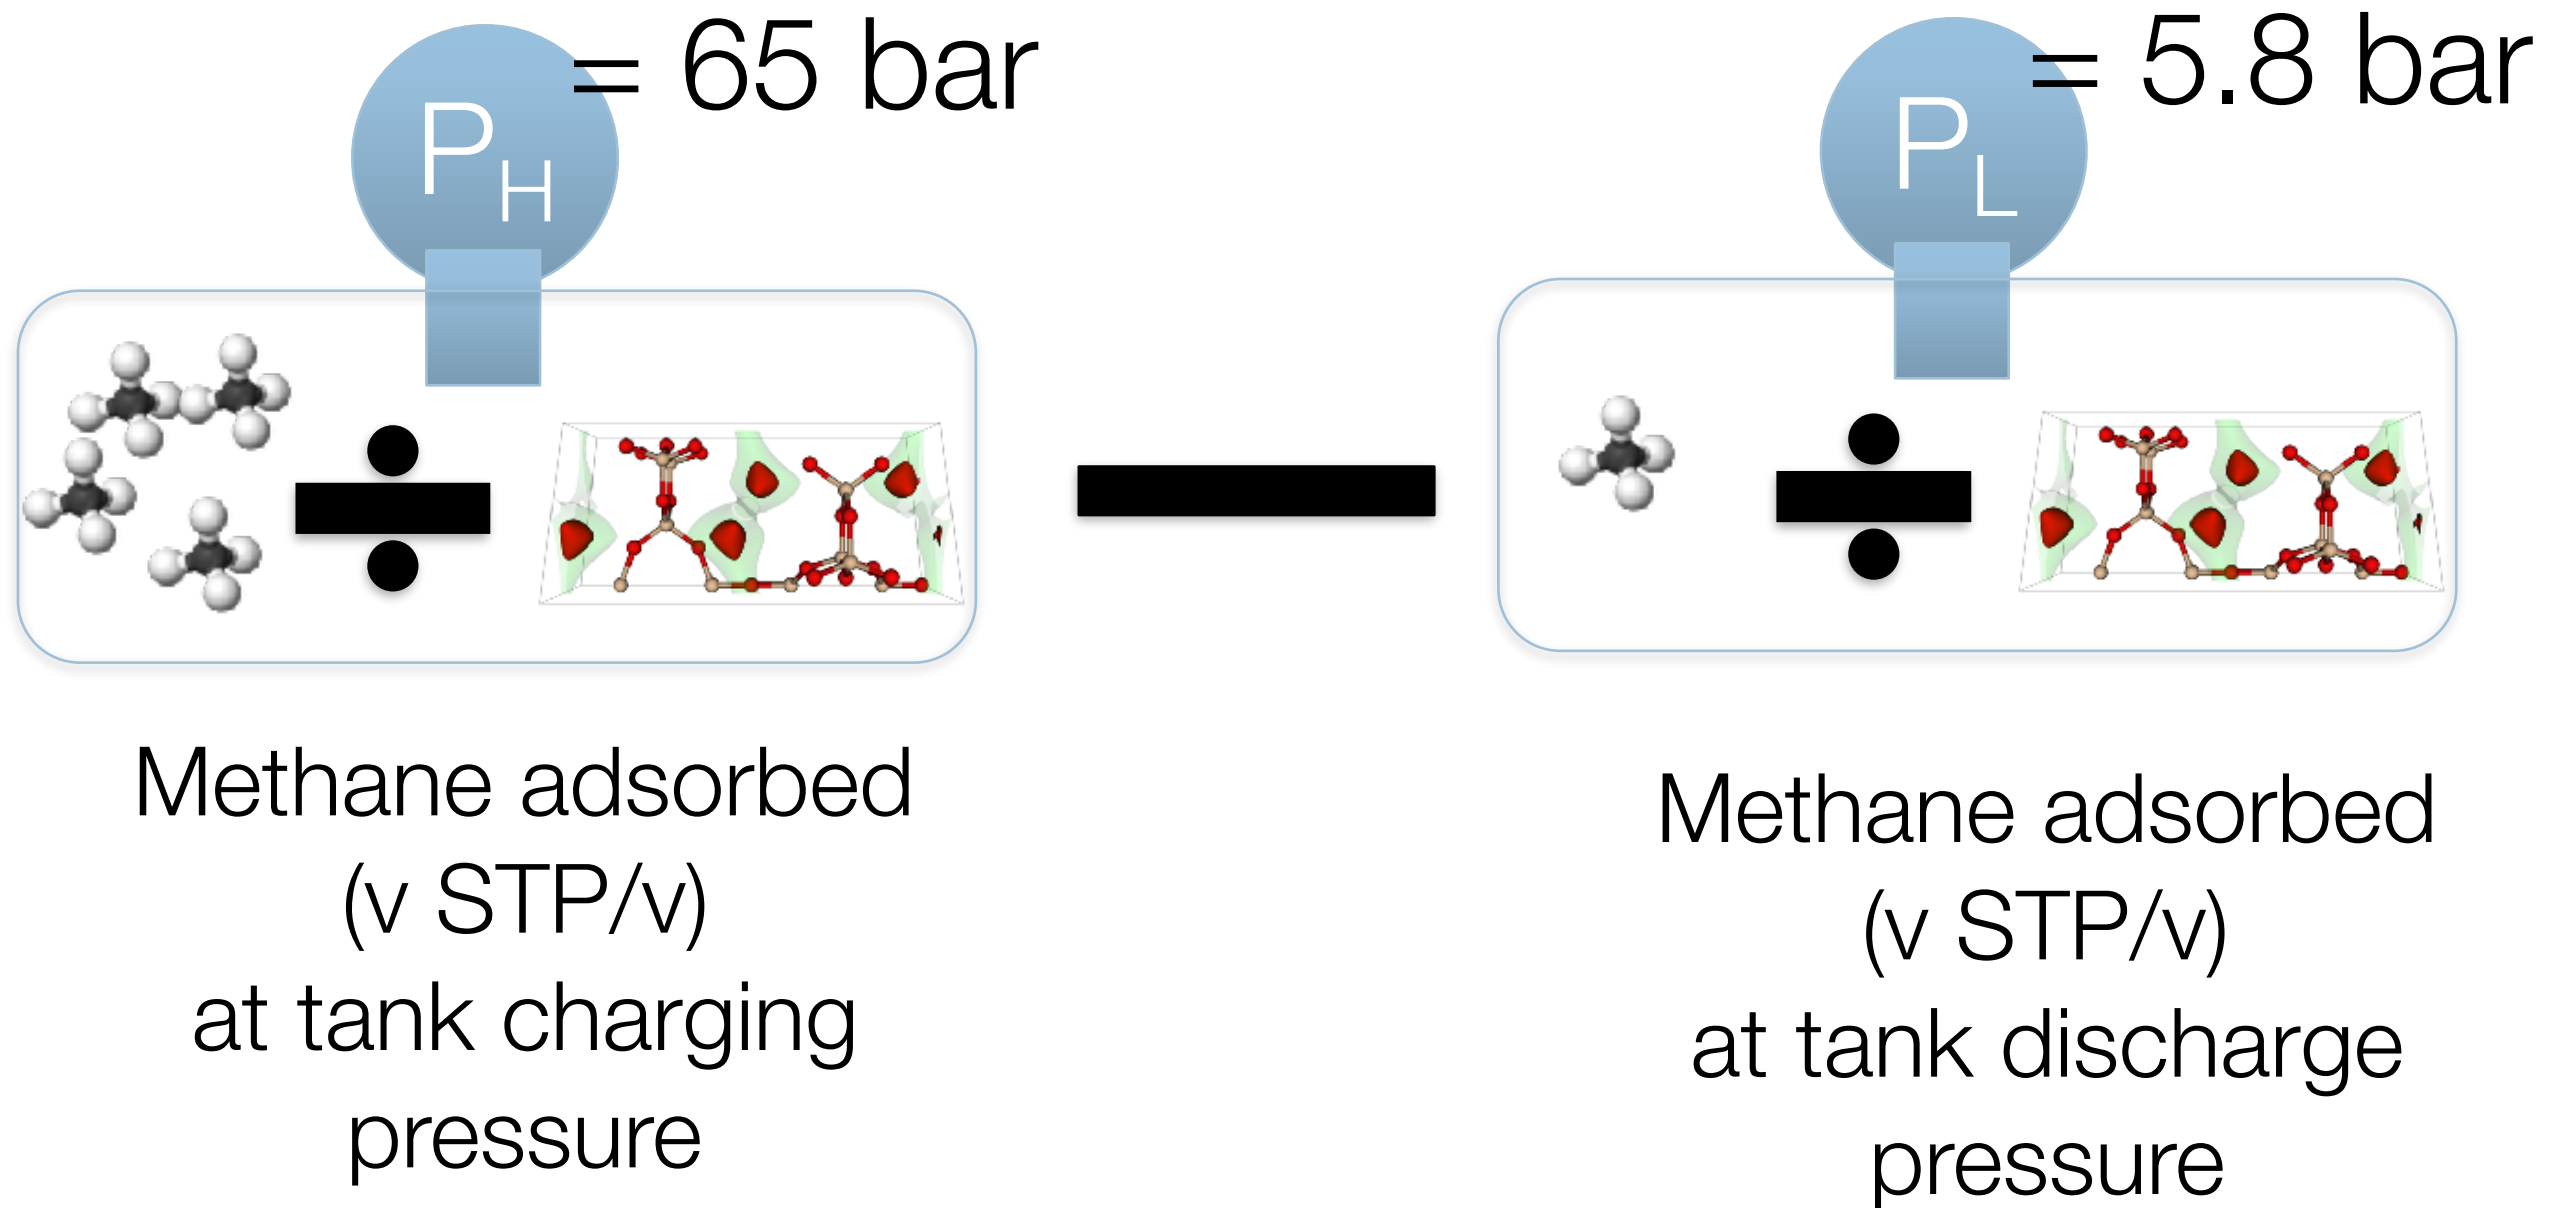 P_H = 65 bar
P_L = 5.8 bar
Methane adsorbed
(v STP/v)
at tank charging
pressure
Methane adsorbed
(v STP/v)
at tank discharge
pressure